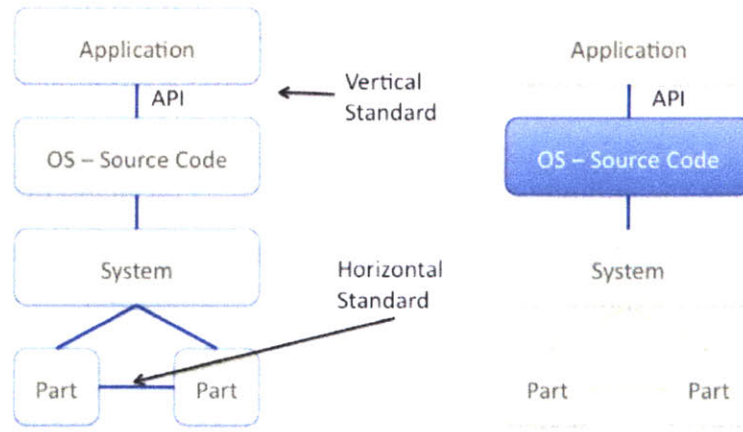 Application
API
Vertical
Standard
OS – Source Code
System
Horizontal
Standard
Part
Part
Application
API
OS – Source Code
System
Part
Part